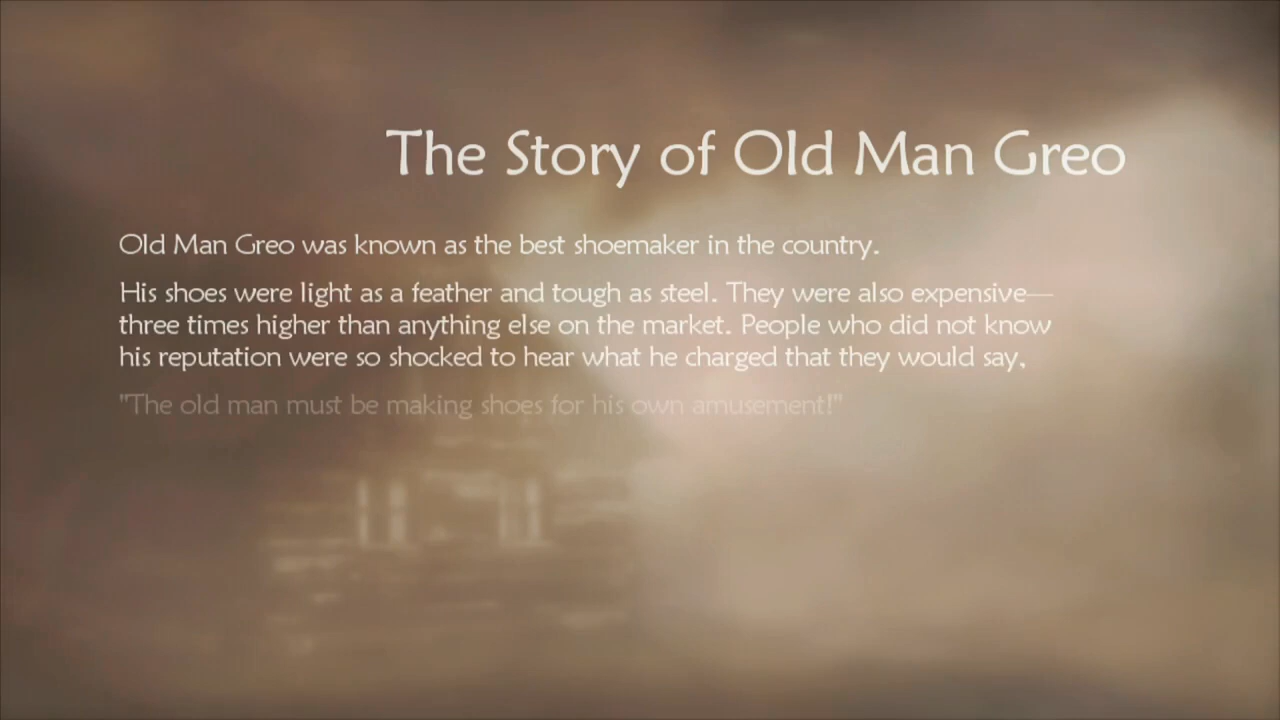 The Story of Old Man Greo
Old Man Greo was known as the best shoemaker in the country.
His shoes were light as a feather and tough as steel. They were also expensive—
three times higher than anything else on the market. People who did not know
his reputation were so shocked to hear what he charged that they would say,
"The old man must be making shoes for his own amusement!"